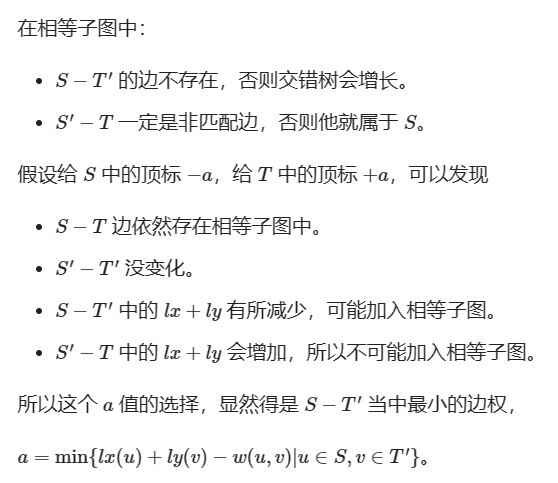 在相等子图中：
• S − T′ 的边不存在，否则交错树会增长。
• S′ − T 一定是非匹配边，否则他就属于 S。
假设给 S 中的顶标 −a，给 T 中的顶标 +a，可以发现
• S − T 边依然存在相等子图中。
• S′ − T′ 没变化。
• S − T′ 中的 lx + ly 有所减少，可能加入相等子图。
• S′ − T 中的 lx + ly 会增加，所以不可能加入相等子图。
所以这个 a 值的选择，显然得是 S − T′ 当中最小的边权，
a = min{lx(u) + ly(v) − w(u, v)|u ∈ S, v ∈ T′}。